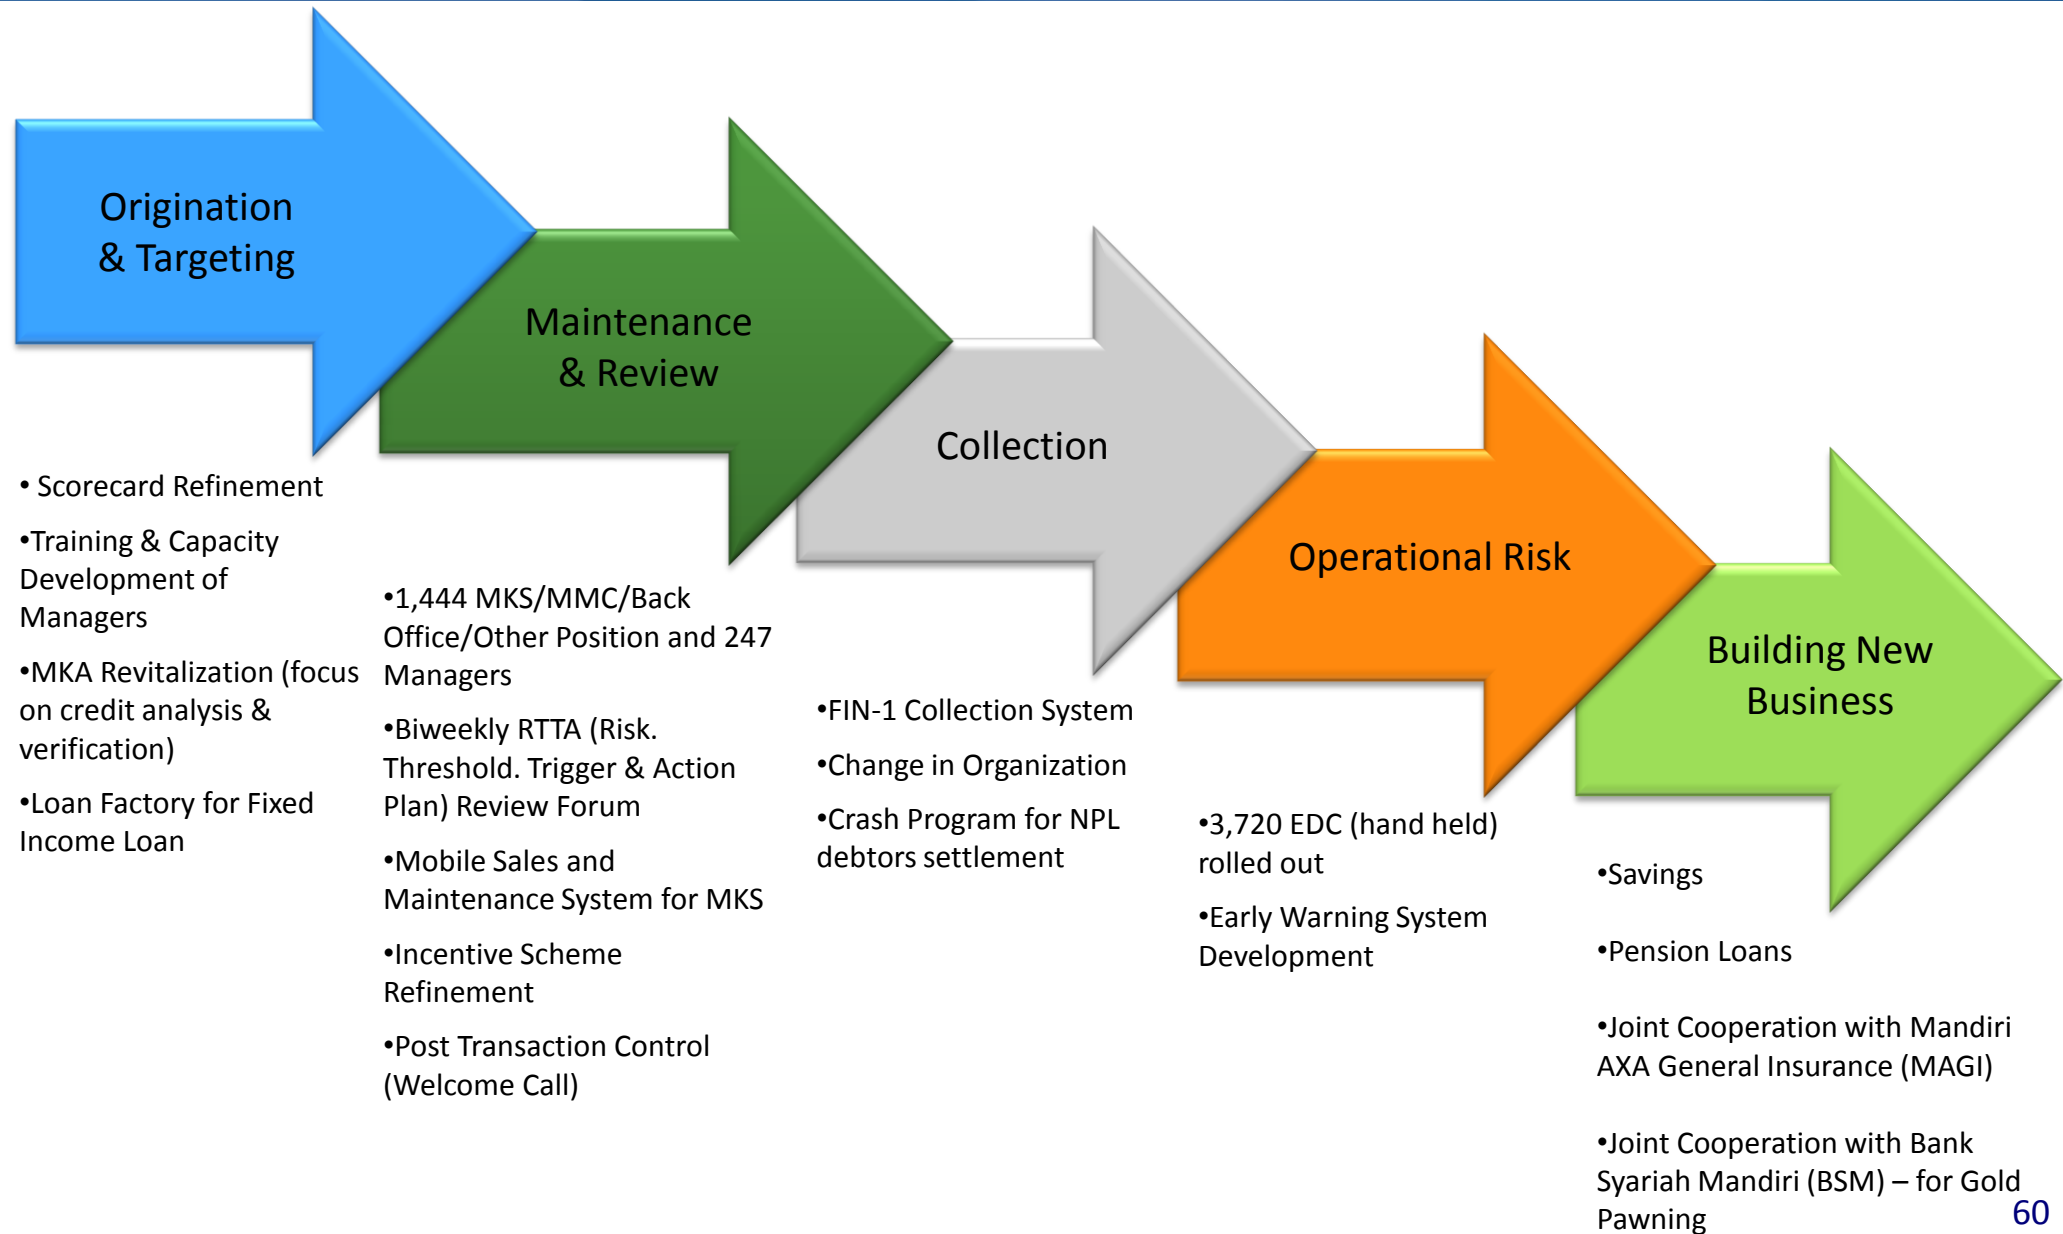 Origination
& Targeting
• Scorecard Refinement
•Training & Capacity
Development of
Managers
•MKA Revitalization (focus
on credit analysis &
verification)
•Loan Factory for Fixed
Income Loan
Maintenance
& Review
•1,444 MKS/MMC/Back
Office/Other Position and 247
Managers
•Biweekly RTTA (Risk.
Threshold. Trigger & Action
Plan) Review Forum
•Mobile Sales and
Maintenance System for MKS
•Incentive Scheme
Refinement
•Post Transaction Control
(Welcome Call)
Collection
•FIN-1 Collection System
•Change in Organization
•Crash Program for NPL
debtors settlement
Operational Risk
•3,720 EDC (hand held)
rolled out
•Early Warning System
Development
Building New
Business
•Savings
•Pension Loans
•Joint Cooperation with Mandiri
AXA General Insurance (MAGI)
•Joint Cooperation with Bank
Syariah Mandiri (BSM) – for Gold
Pawning
60